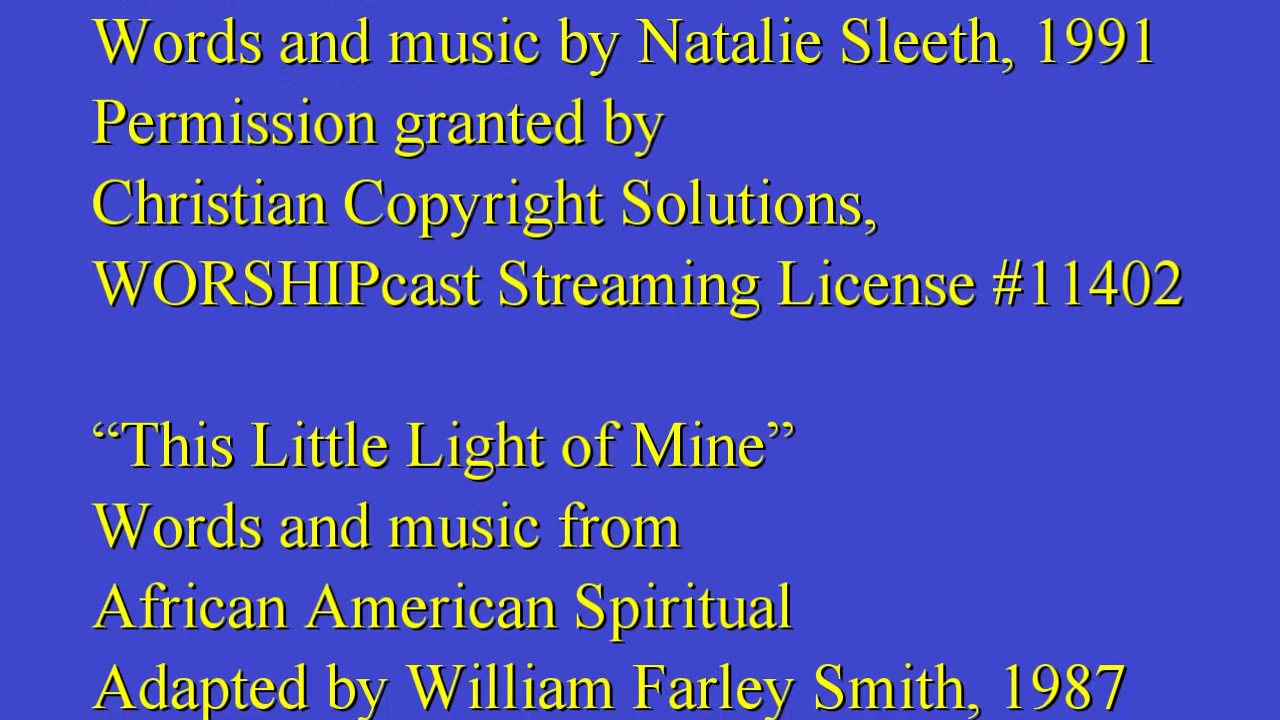 Words and music by Natalie Sleeth, 1991
Permission granted by
Christian Copyright Solutions,
WORSHIPcast Streaming License #11402
“This Little Light of Mine”
Words and music from
African American Spiritual
Adapted by William Farley Smith, 1987